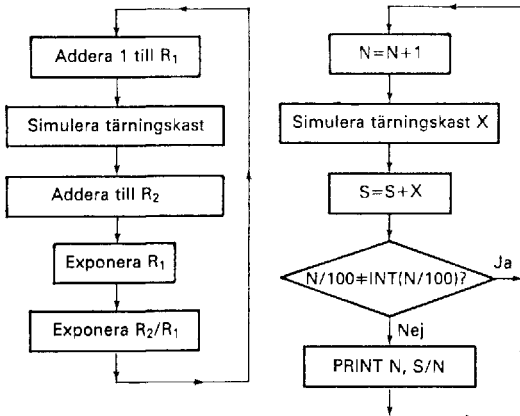 Addera 1 till R₁
Simulera tärningskast
Addera till R₂
Exponera R₁
Exponera R₂/R₁
N=N+1
Simulera tärningskast X
S=S+X
N/100≠INT(N/100)?
Ja
Nej
PRINT N, S/N